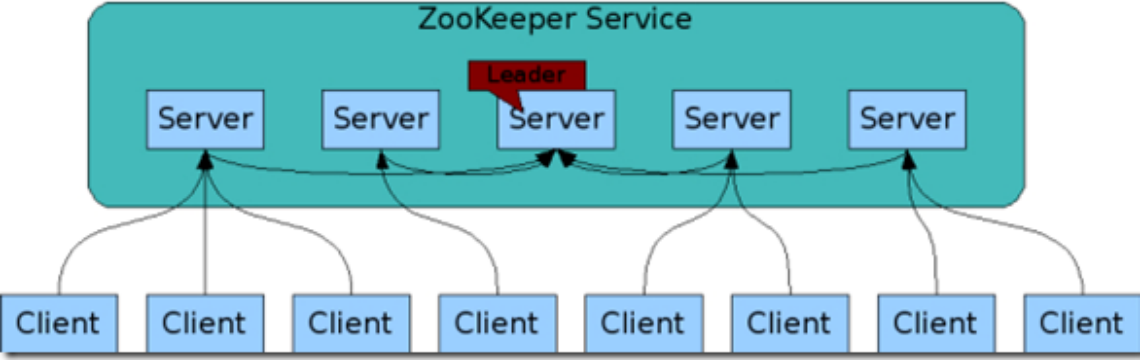 ZooKeeper Service
Leader
Server Server Server Server Server
Client Client Client Client Client Client Client Client